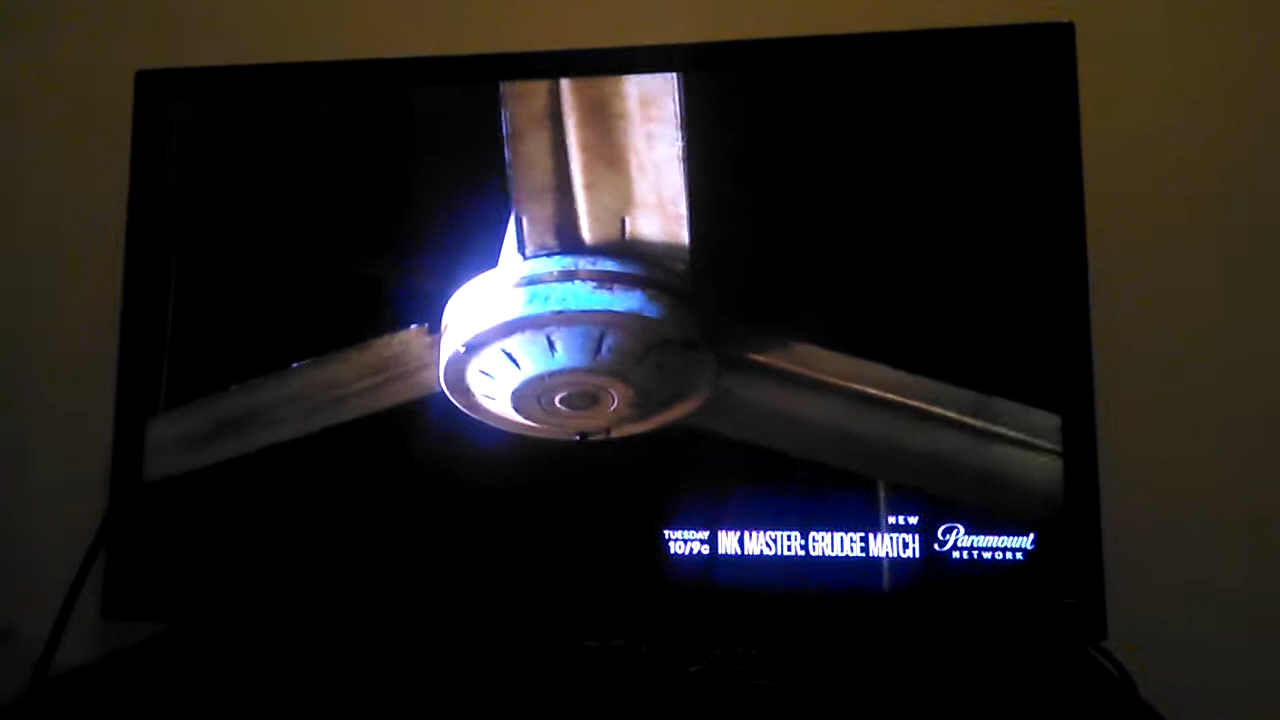 NEW
TUESDAY
10/9c
INK MASTER: GRUDGE MATCH
Paramount
NETWORK